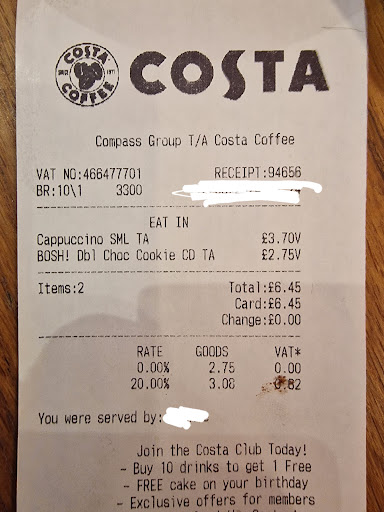 COSTA
SINCE 1971
COFFEE
COSTA
Compass Group T/A Costa Coffee
VAT NO:466477701 RECEIPT:94656
BR:10\1 3300
EAT IN
Cappuccino SML TA £3.70V
BOSH! Dbl Choc Cookie CD TA £2.75V
Items:2 Total:£6.45
Card:£6.45
Change:£0.00
RATE GOODS VAT*
0.00% 2.75 0.00
20.00% 3.08 0.62
You were served by:
Join the Costa Club Today!
- Buy 10 drinks to get 1 Free
- FREE cake on your birthday
- Exclusive offers for members